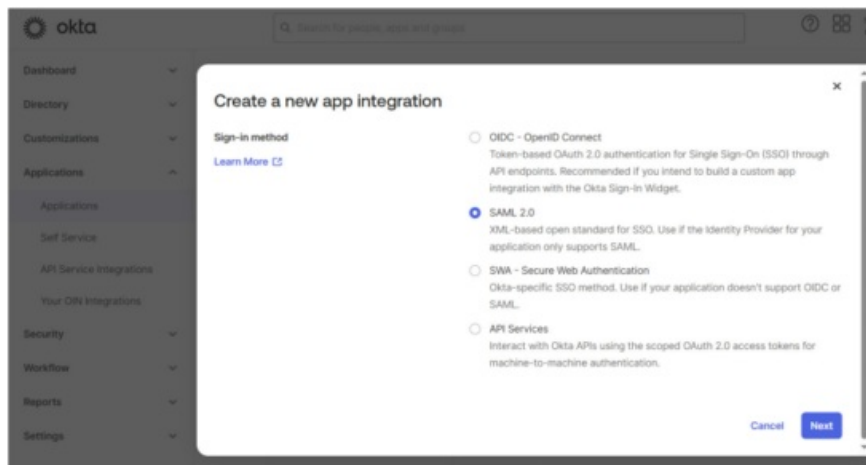 okta
Search for people, apps and groups
Dashboard
Directory
Customizations
Applications
Applications
Self Service
API Service Integrations
Your OIN Integrations
Security
Workflow
Reports
Settings
Create a new app integration
Sign-in method
Learn More
OIDC - OpenID Connect
Token-based OAuth 2.0 authentication for Single Sign-On (SSO) through
API endpoints. Recommended if you intend to build a custom app
integration with the Okta Sign-In Widget.
SAML 2.0
XML-based open standard for SSO. Use if the Identity Provider for your
application only supports SAML.
SWA - Secure Web Authentication
Okta-specific SSO method. Use if your application doesn't support OIDC or
SAML.
API Services
Interact with Okta APIs using the scoped OAuth 2.0 access tokens for
machine-to-machine authentication.
Cancel
Next